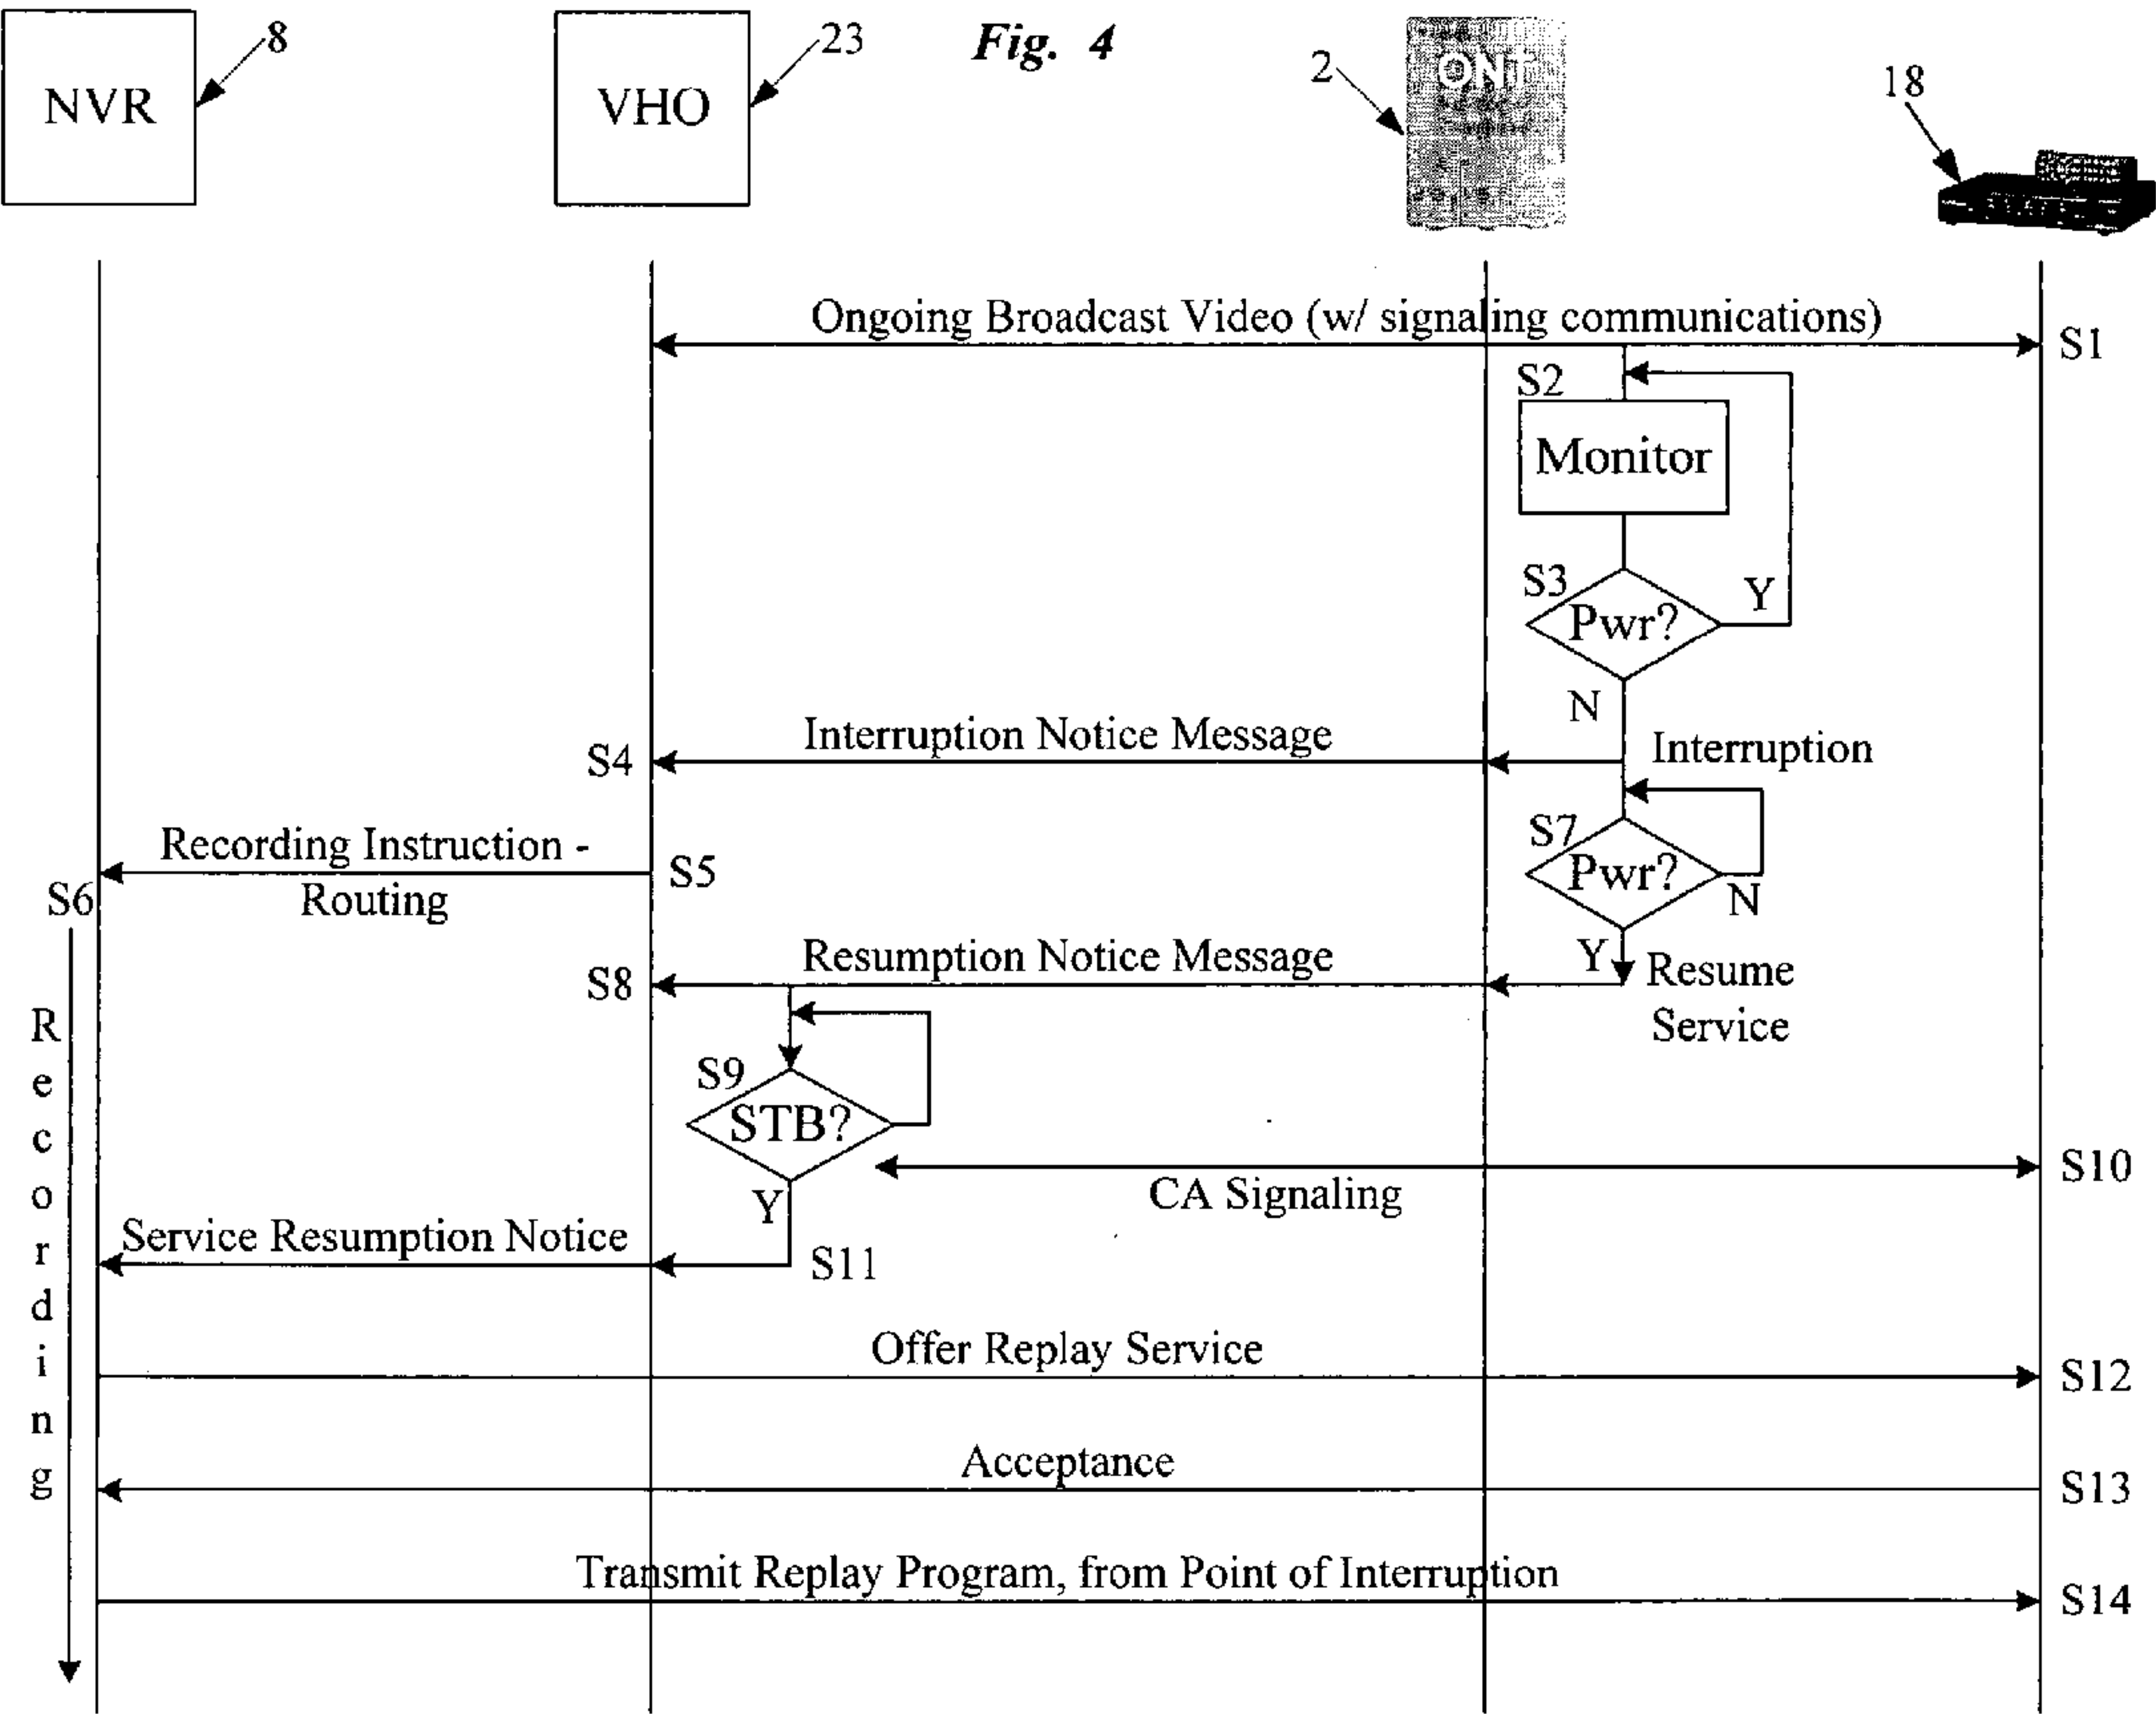 NVR
8
VHO
23
Fig. 4
2
ONT
18
Ongoing Broadcast Video (w/ signaling communications)
S1
S2
Monitor
S3
Pwr?
Y
N
Interruption Notice Message
S4
Interruption
Recording Instruction -
Routing
S5
S6
S7
Pwr?
N
Y
Resumption Notice Message
S8
Resume
Service
S9
STB?
Y
CA Signaling
S10
Service Resumption Notice
S11
Recording
Offer Replay Service
S12
Acceptance
S13
Transmit Replay Program, from Point of Interruption
S14